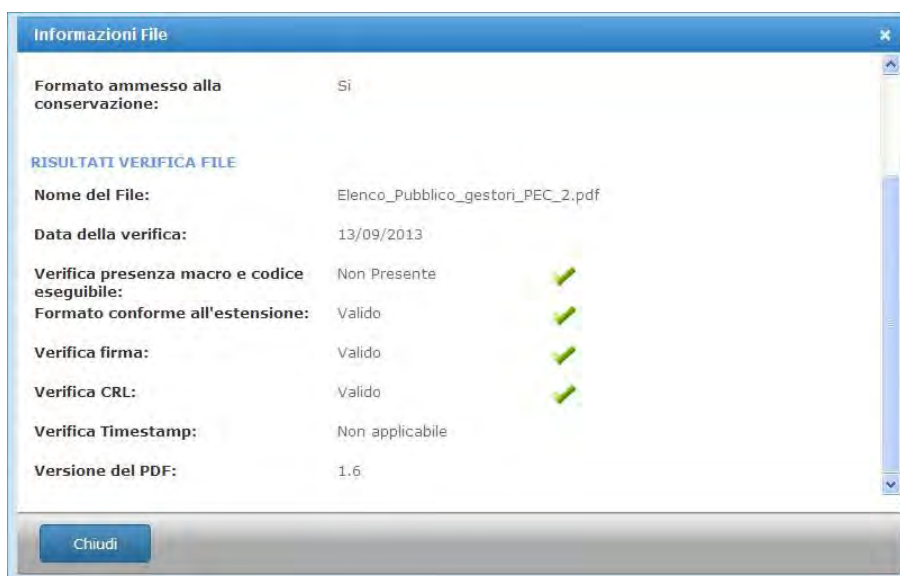 Informazioni File
Formato ammesso alla
conservazione:
Si
RISULTATI VERIFICA FILE
Nome del File: Elenco_Pubblico_gestori_PEC_2.pdf
Data della verifica: 13/09/2013
Verifica presenza macro e codice
eseguibile:
Non Presente
Formato conforme all'estensione: Valido
Verifica firma: Valido
Verifica CRL: Valido
Verifica Timestamp: Non applicabile
Versione del PDF: 1.6
Chiudi